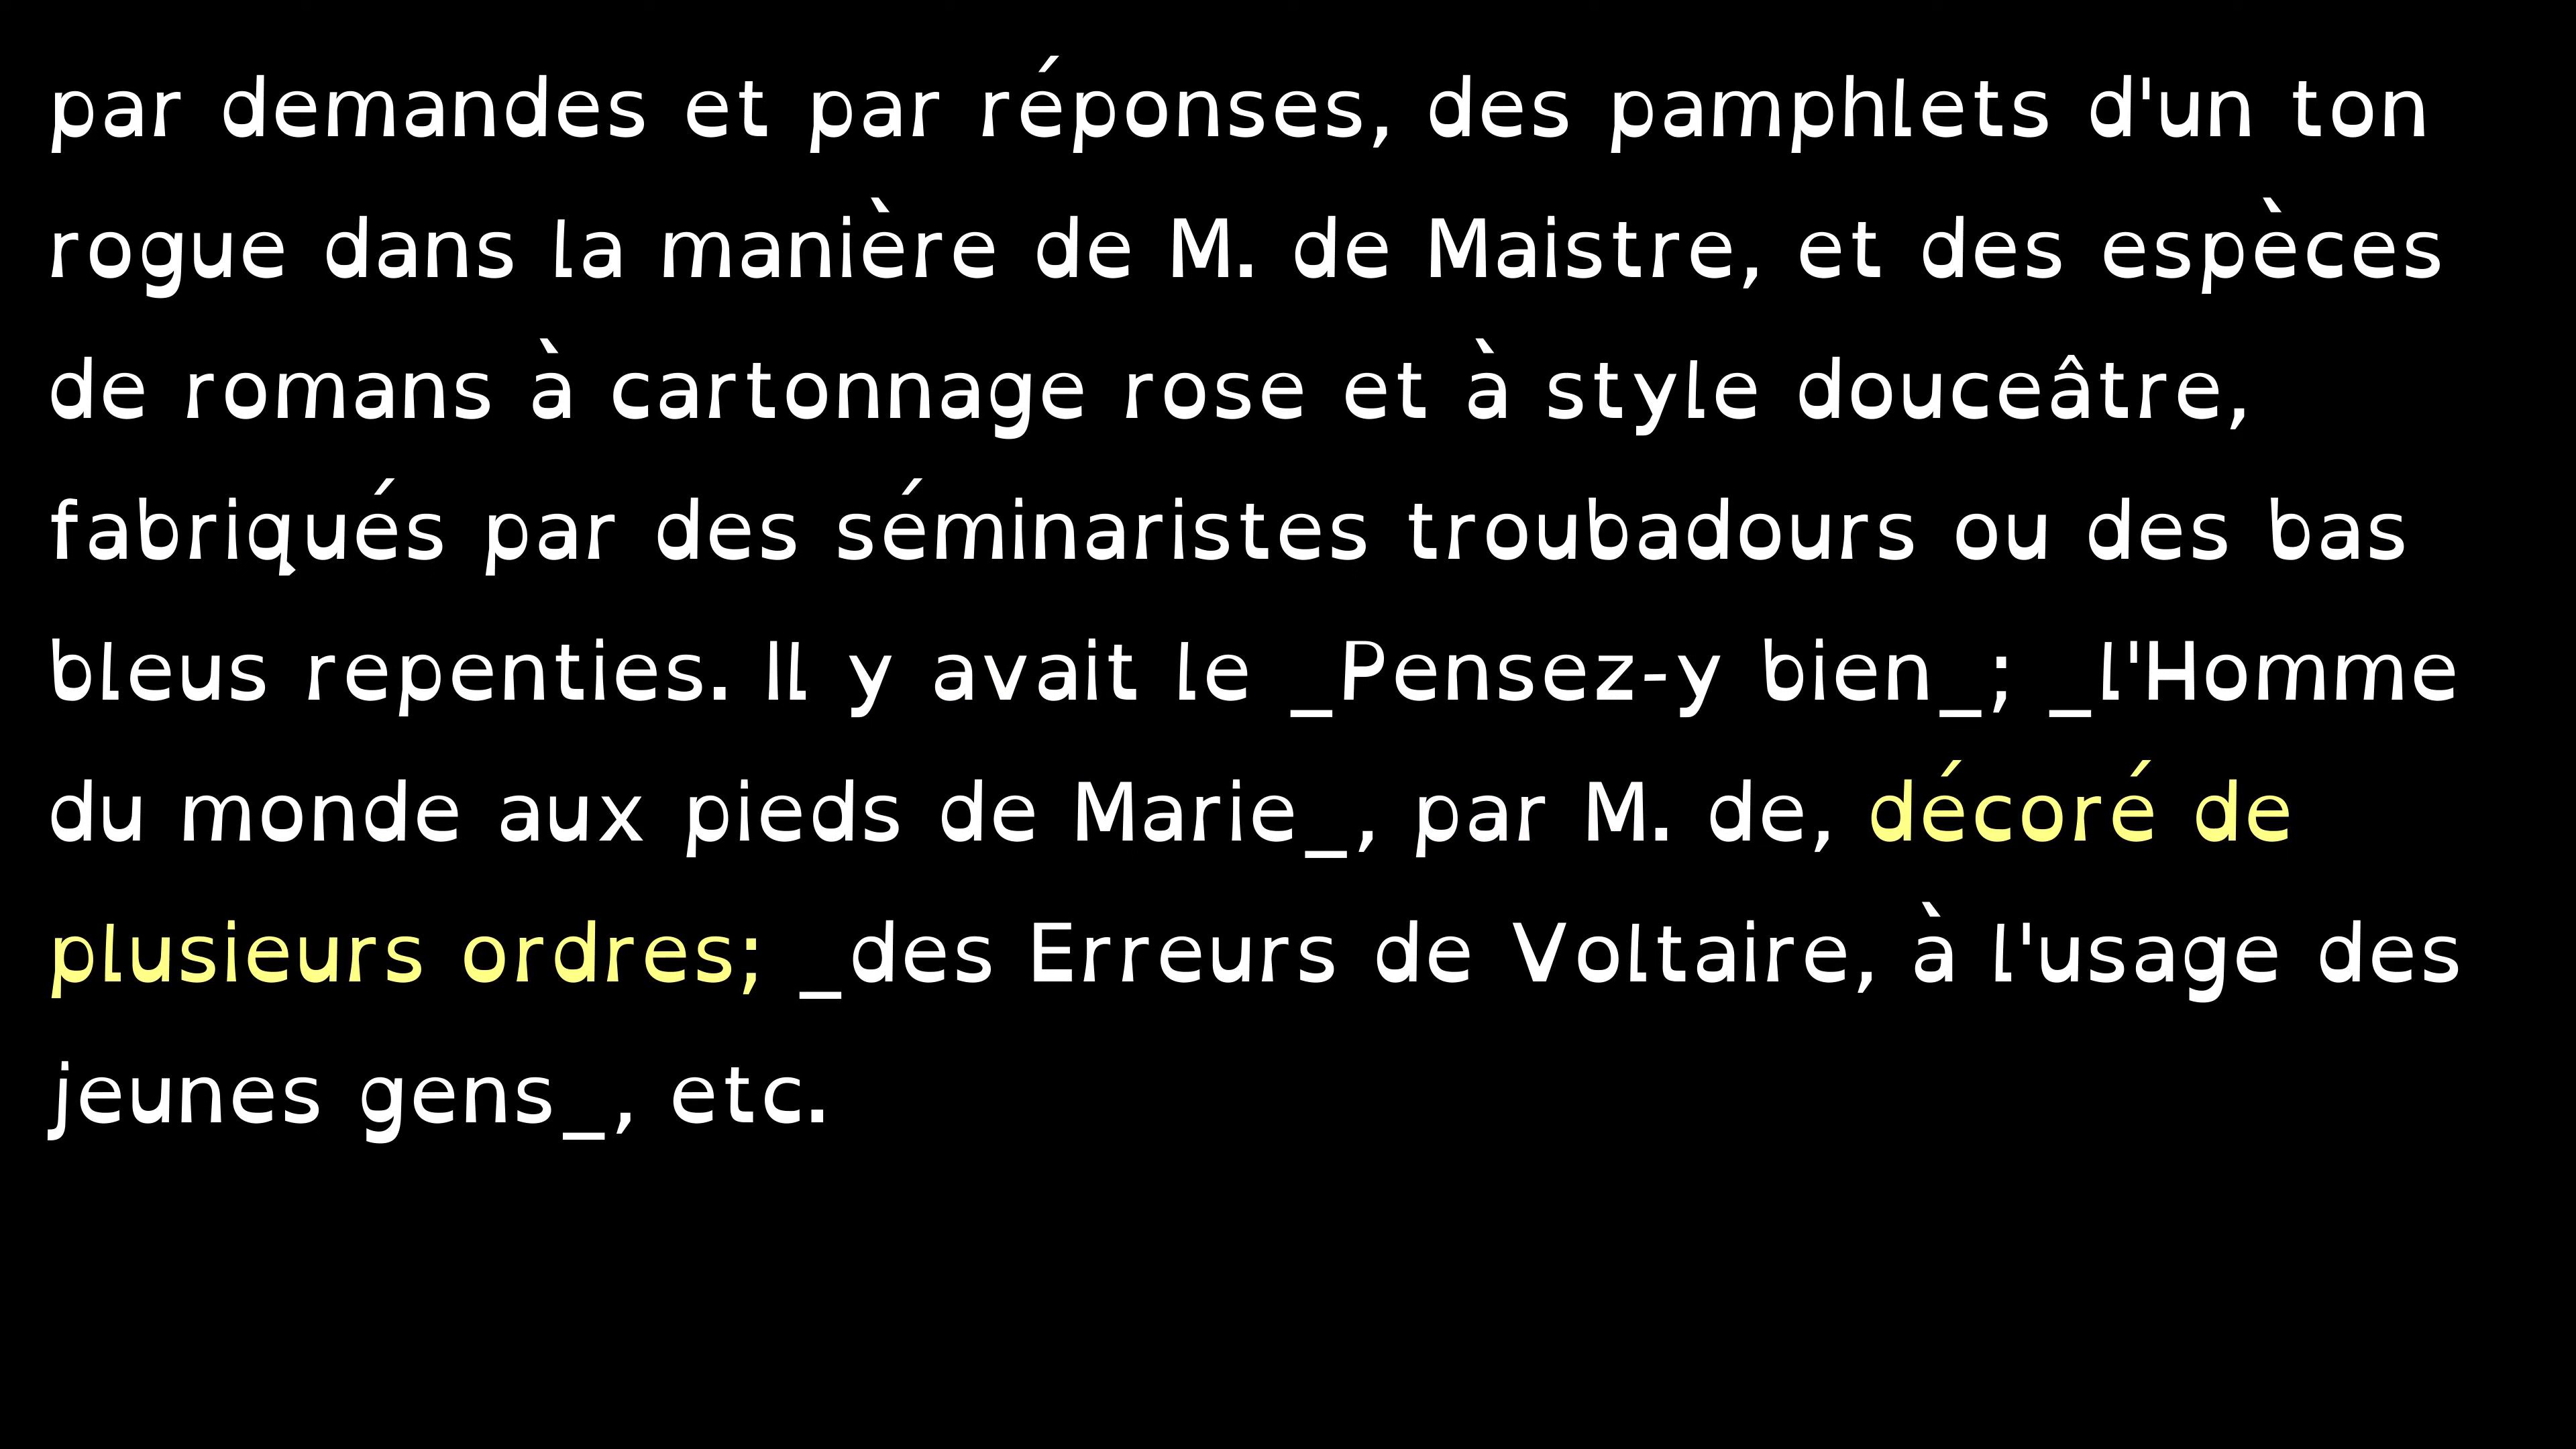 par demandes et par réponses, des pamphlets d'un ton
rogue dans la manière de M. de Maistre, et des espèces
de romans à cartonnage rose et à style douceâtre,
fabriqués par des séminaristes troubadours ou des bas
bleus repenties. Il y avait le _Pensez-y bien_; _l'Homme
du monde aux pieds de Marie_, par M. de, décoré de
plusieurs ordres; _des Erreurs de Voltaire, à l'usage des
jeunes gens_, etc.